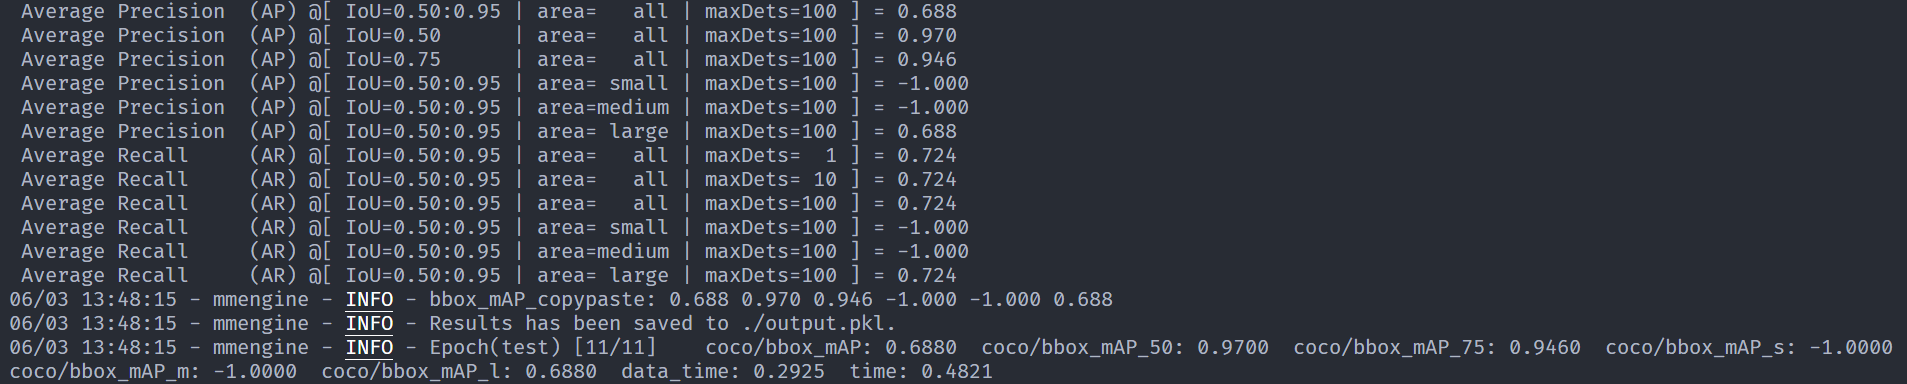 Average Precision  (AP) @[ IoU=0.50:0.95 | area=   all | maxDets=100 ] = 0.688
Average Precision  (AP) @[ IoU=0.50      | area=   all | maxDets=100 ] = 0.970
Average Precision  (AP) @[ IoU=0.75      | area=   all | maxDets=100 ] = 0.946
Average Precision  (AP) @[ IoU=0.50:0.95 | area= small | maxDets=100 ] = -1.000
Average Precision  (AP) @[ IoU=0.50:0.95 | area=medium | maxDets=100 ] = -1.000
Average Precision  (AP) @[ IoU=0.50:0.95 | area= large | maxDets=100 ] = 0.688
Average Recall     (AR) @[ IoU=0.50:0.95 | area=   all | maxDets=  1 ] = 0.724
Average Recall     (AR) @[ IoU=0.50:0.95 | area=   all | maxDets= 10 ] = 0.724
Average Recall     (AR) @[ IoU=0.50:0.95 | area=   all | maxDets=100 ] = 0.724
Average Recall     (AR) @[ IoU=0.50:0.95 | area= small | maxDets=100 ] = -1.000
Average Recall     (AR) @[ IoU=0.50:0.95 | area=medium | maxDets=100 ] = -1.000
Average Recall     (AR) @[ IoU=0.50:0.95 | area= large | maxDets=100 ] = 0.724
06/03 13:48:15 - mmengine - INFO - bbox_mAP_copypaste: 0.688 0.970 0.946 -1.000 -1.000 0.688
06/03 13:48:15 - mmengine - INFO - Results has been saved to ./output.pkl.
06/03 13:48:15 - mmengine - INFO - Epoch(test) [11/11]    coco/bbox_mAP: 0.6880  coco/bbox_mAP_50: 0.9700  coco/bbox_mAP_75: 0.9460  coco/bbox_mAP_s: -1.0000
coco/bbox_mAP_m: -1.0000  coco/bbox_mAP_l: 0.6880  data_time: 0.2925  time: 0.4821